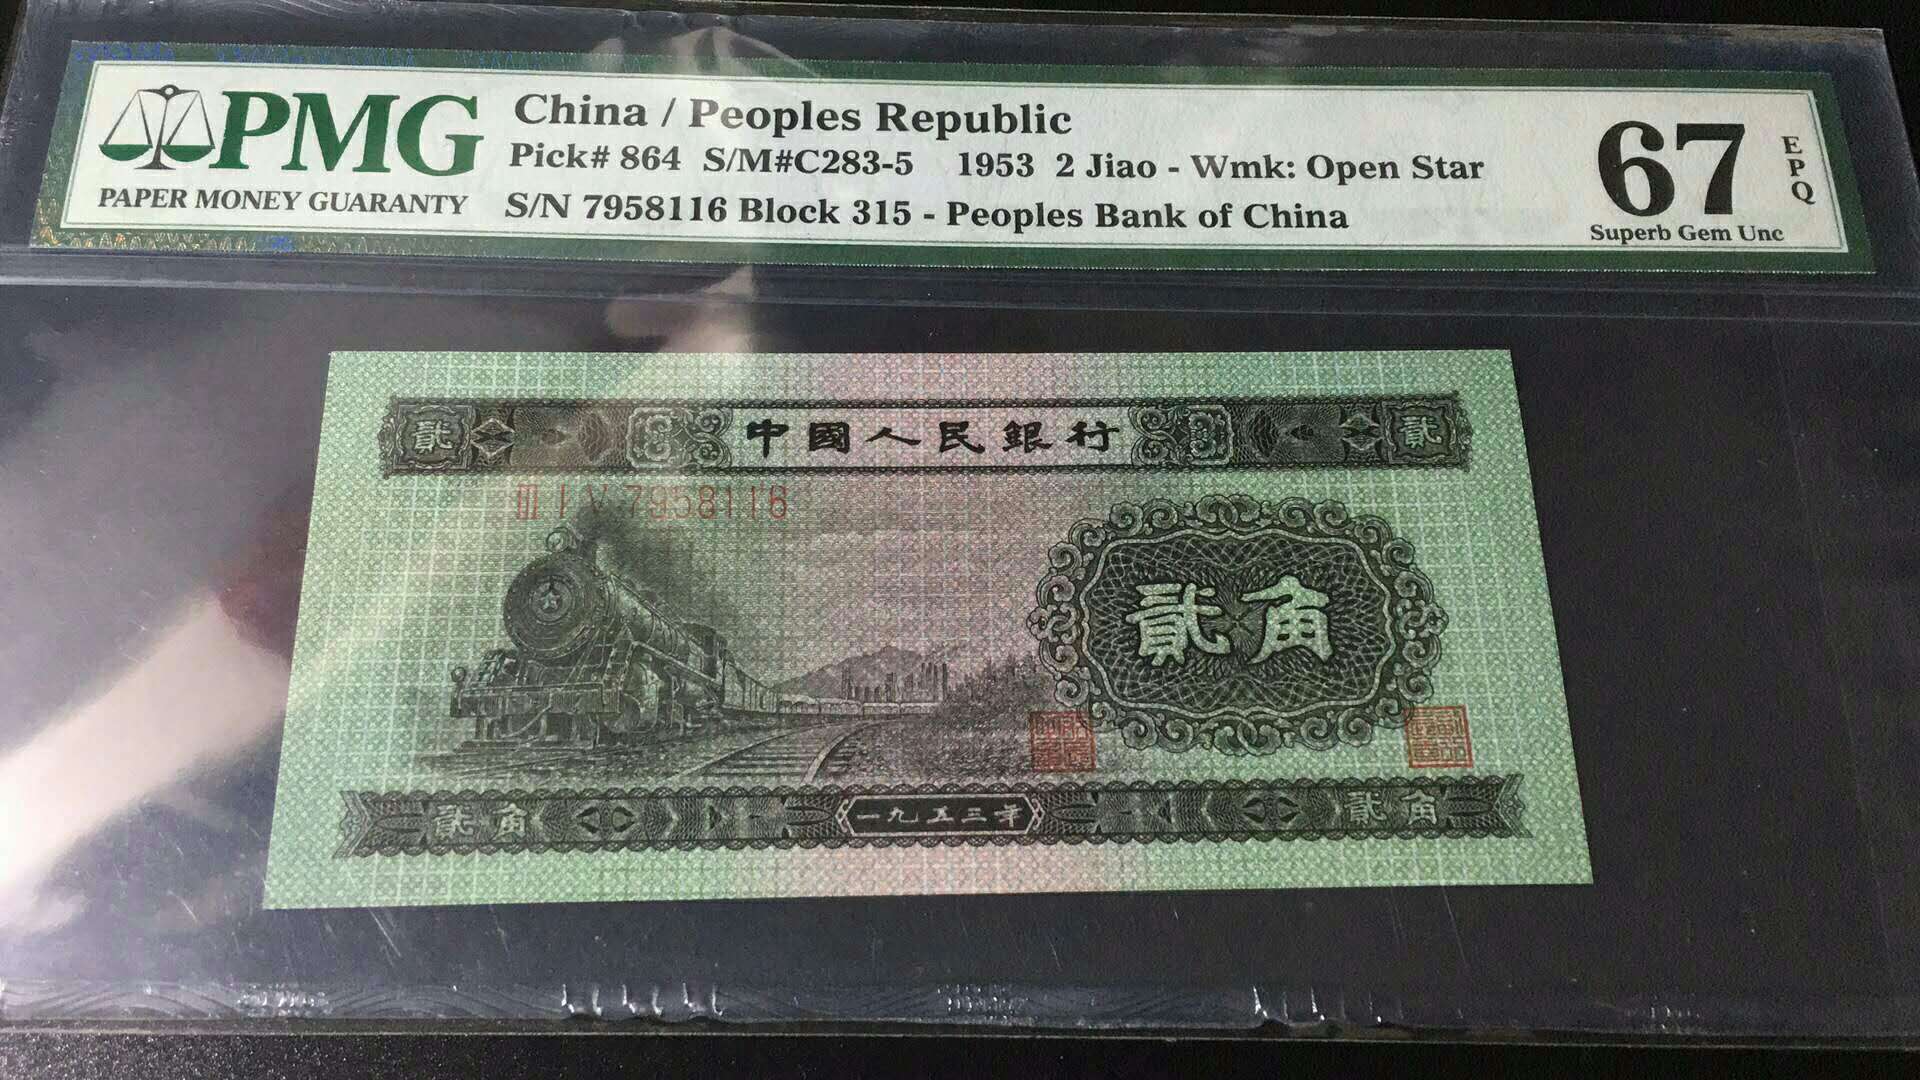 PMG
PAPER MONEY GUARANTY
China / Peoples Republic
Pick# 864 S/M#C283-5 1953 2 Jiao - Wmk: Open Star
S/N 7958116 Block 315 - Peoples Bank of China
67
EPQ
Superb Gem Unc
貳 中國人民銀行 貳
III I V 7958116
貳角
貳角 一九五三年 貳角